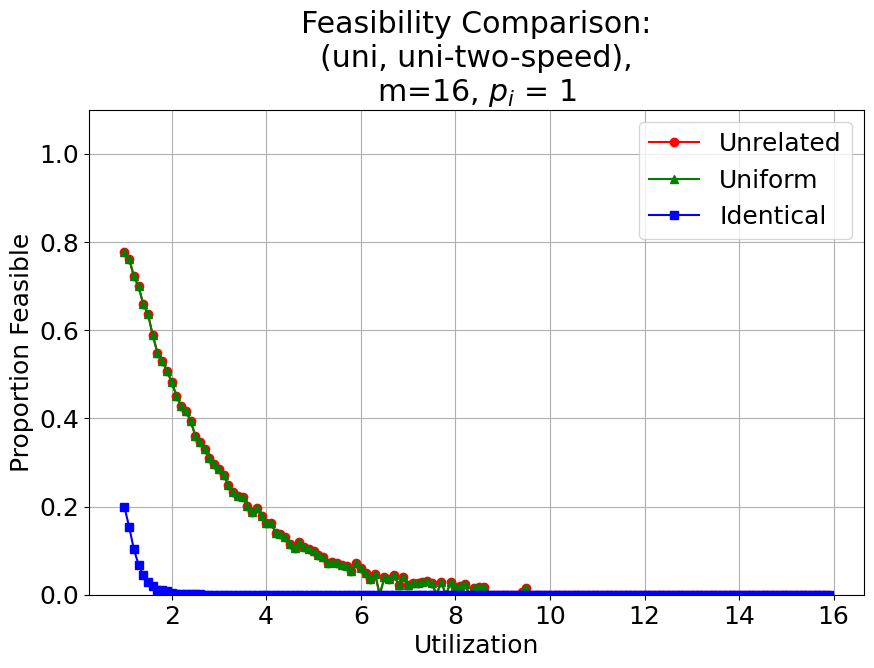 Feasibility Comparison:
(uni, uni-two-speed),
m=16, $p_i$ = 1
Unrelated
Uniform
Identical
Proportion Feasible
1.0
0.8
0.6
0.4
0.2
0.0
2 4 6 8 10 12 14 16
Utilization